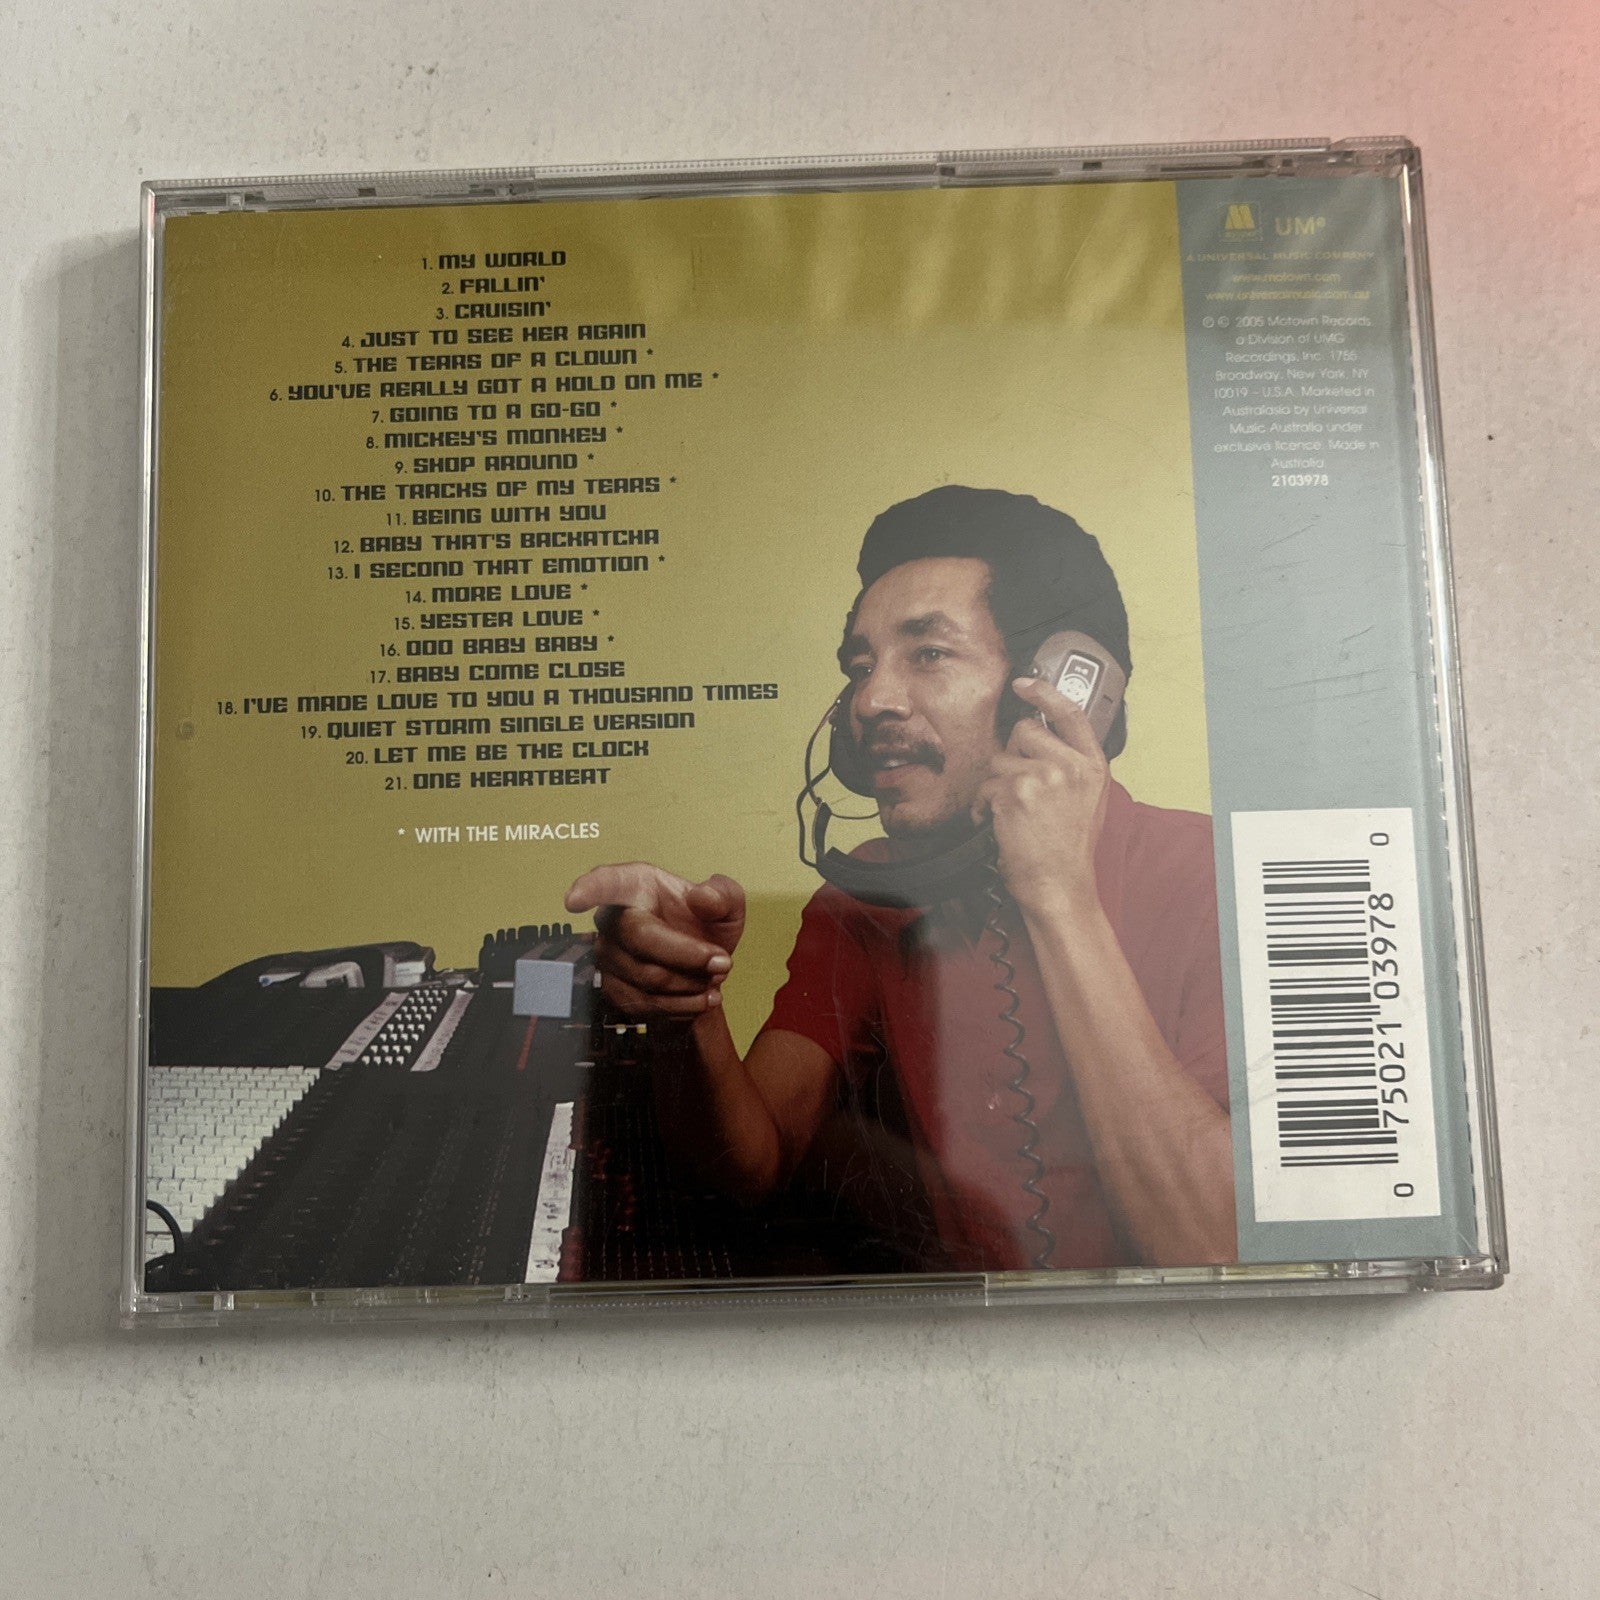 1. MY WORLD
2. FALLIN'
3. CRUISIN'
4. JUST TO SEE HER AGAIN
5. THE TEARS OF A CLOWN *
6. YOU'VE REALLY GOT A HOLD ON ME *
7. GOING TO A GO-GO *
8. MICKEY'S MONKEY *
9. SHOP AROUND *
10. THE TRACKS OF MY TEARS *
11. BEING WITH YOU
12. BABY THAT'S BACKATCHA
13. I SECOND THAT EMOTION *
14. MORE LOVE *
15. YESTER LOVE *
16. OOO BABY BABY *
17. BABY COME CLOSE
18. I'VE MADE LOVE TO YOU A THOUSAND TIMES
19. QUIET STORM SINGLE VERSION
20. LET ME BE THE CLOCK
21. ONE HEARTBEAT
* WITH THE MIRACLES
UMe
A UNIVERSAL MUSIC COMPANY
www.motown.com
www.universalmusic.com.au
℗ © 2005 Motown Records,
a Division of UMG
Recordings, Inc. 1755
Broadway, New York, NY
10019 - U.S.A. Marketed in
Australasia by Universal
Music Australia under
exclusive licence. Made in
Australia
2103978
0 75021 03978 0